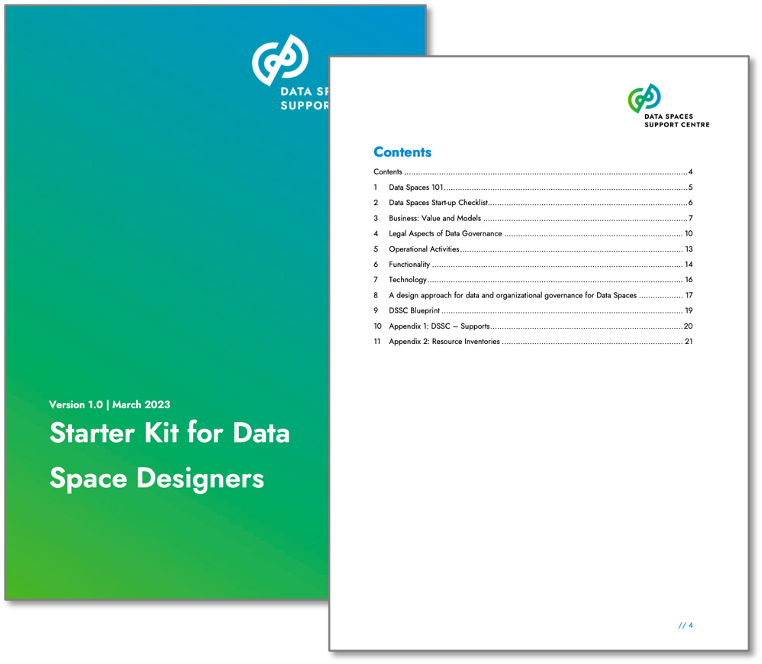 DATA SP
SUPPOR
Version 1.0 | March 2023
Starter Kit for Data
Space Designers
DATA SPACES
SUPPORT CENTRE
Contents
Contents ........................................ 4
1 Data Spaces 101 ........................................ 5
2 Data Spaces Start-up Checklist ........................................ 6
3 Business: Value and Models ........................................ 7
4 Legal Aspects of Data Governance ........................................ 10
5 Operational Activities ........................................ 13
6 Functionality ........................................ 14
7 Technology ........................................ 16
8 A design approach for data and organizational governance for Data Spaces .................. 17
9 DSSC Blueprint ........................................ 19
10 Appendix 1: DSSC – Supports ........................................ 20
11 Appendix 2: Resource Inventories ........................................ 21
// 4